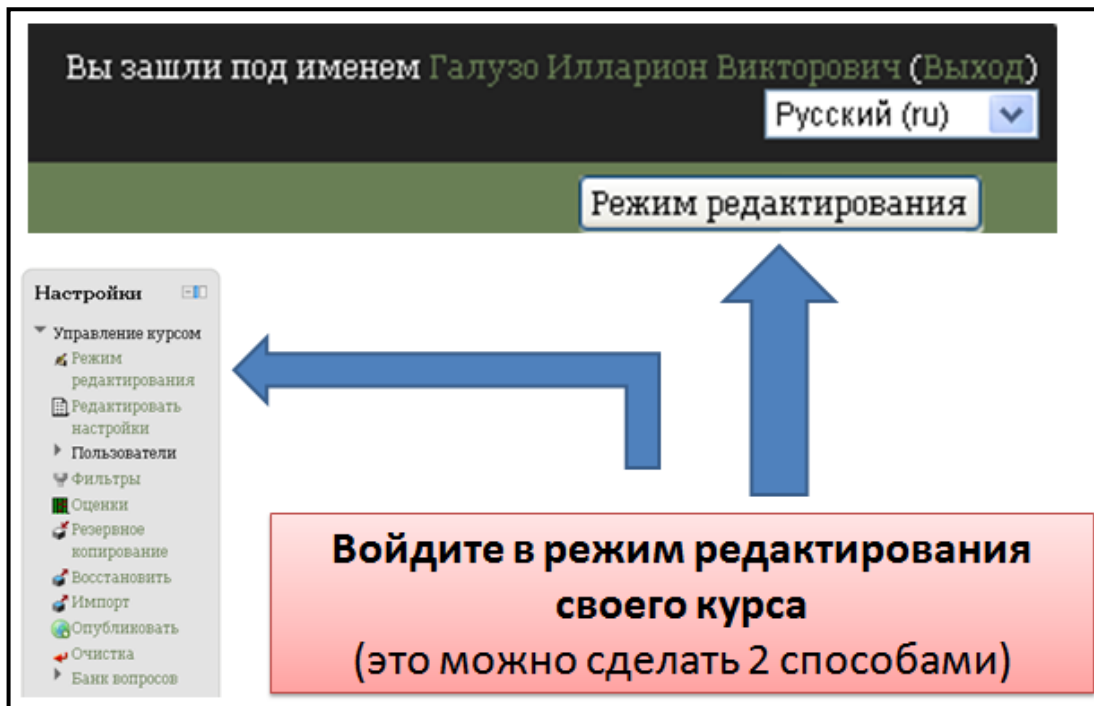 Вы зашли под именем Галузо Илларион Викторович (Выход)
Русский (ru)
Режим редактирования
Настройки
Управление курсом
Режим
редактирования
Редактировать
настройки
Пользователи
Фильтры
Оценки
Резервное
копирование
Восстановить
Импорт
Опубликовать
Очистка
Банк вопросов
Войдите в режим редактирования
своего курса
(это можно сделать 2 способами)